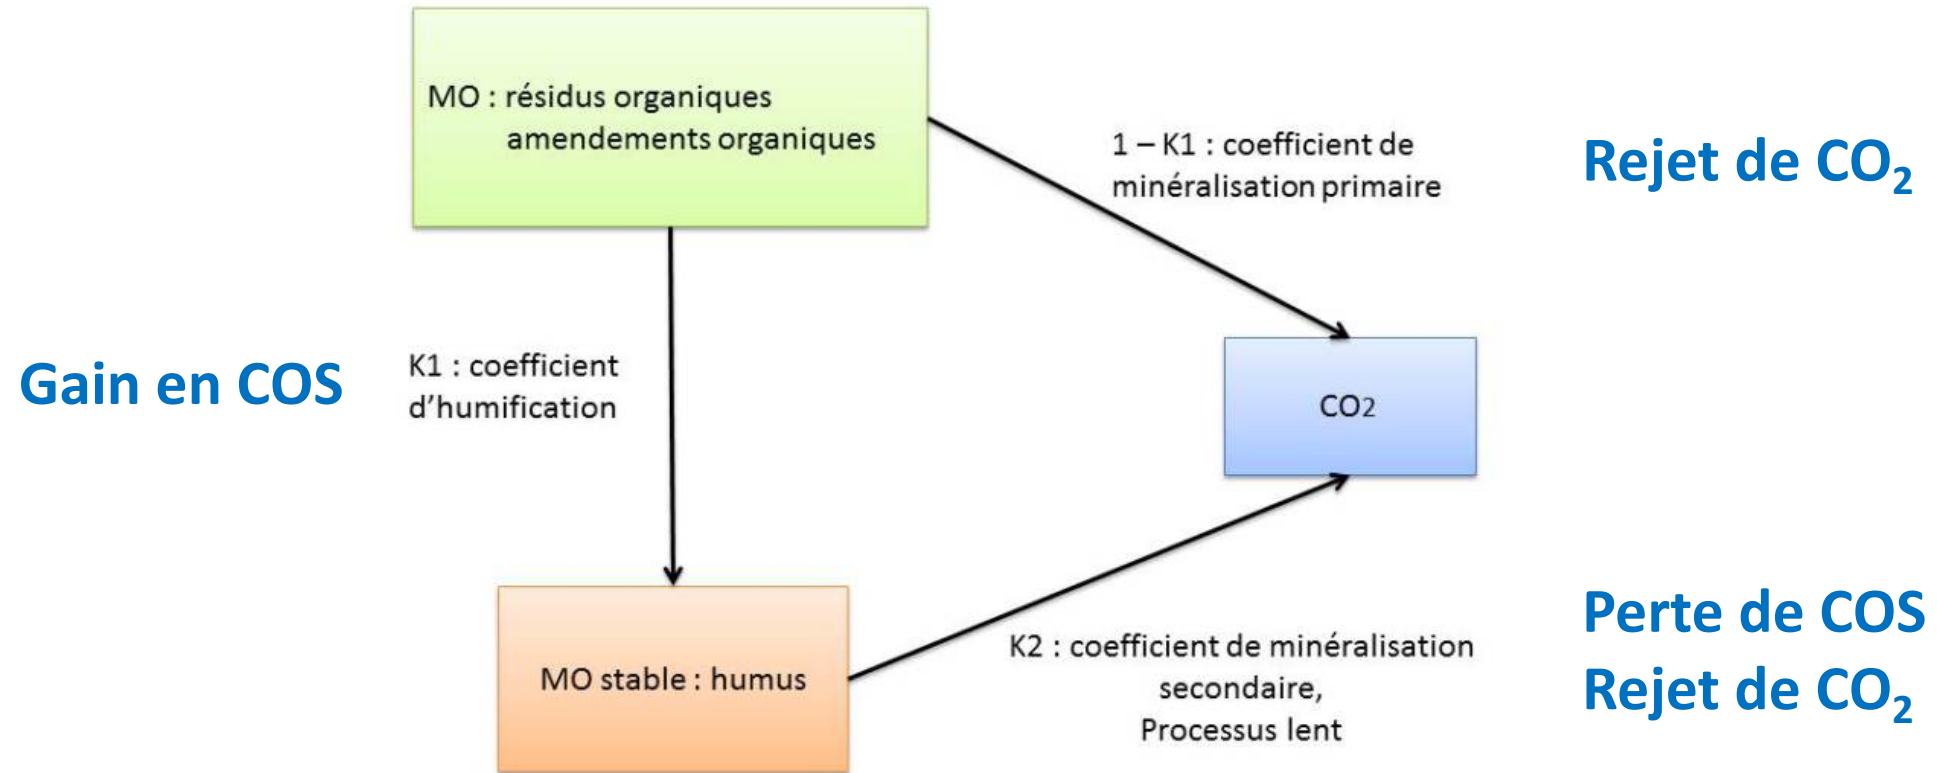 MO : résidus organiques
amendements organiques
1 – K1 : coefficient de
minéralisation primaire
Rejet de CO₂
Gain en COS
K1 : coefficient
d’humification
CO2
MO stable : humus
K2 : coefficient de minéralisation
secondaire,
Processus lent
Perte de COS
Rejet de CO₂